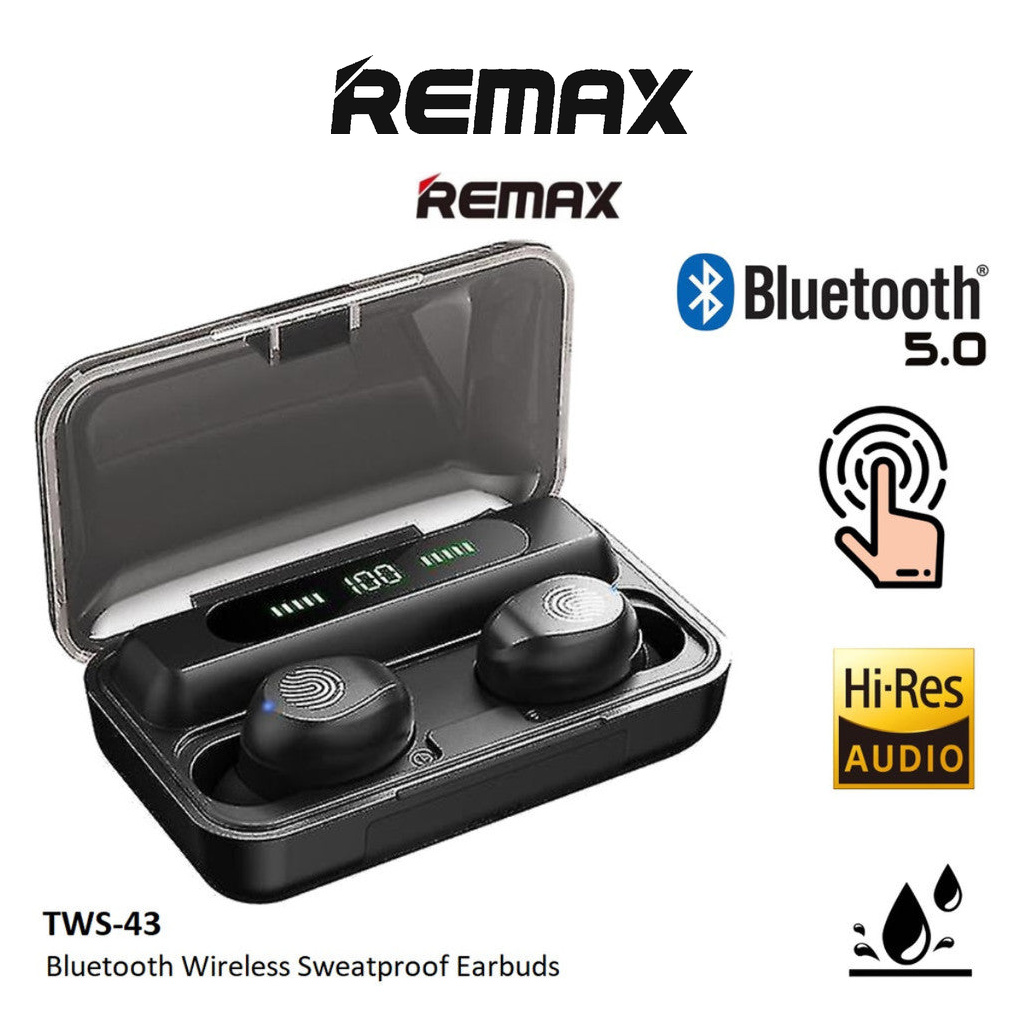 REMAX
REMAX
Bluetooth®
5.0
100
Hi-Res
AUDIO
TWS-43
Bluetooth Wireless Sweatproof Earbuds